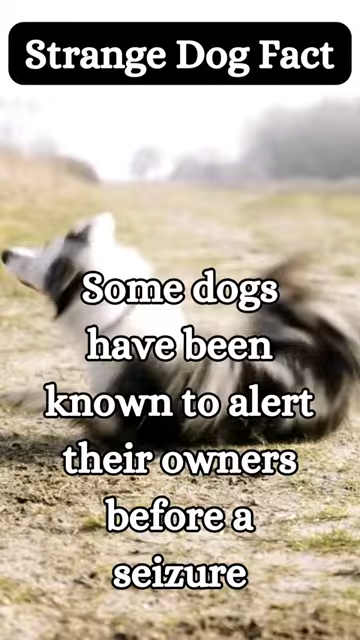 Strange Dog Fact
Some dogs
have been
known to alert
their owners
before a
seizure